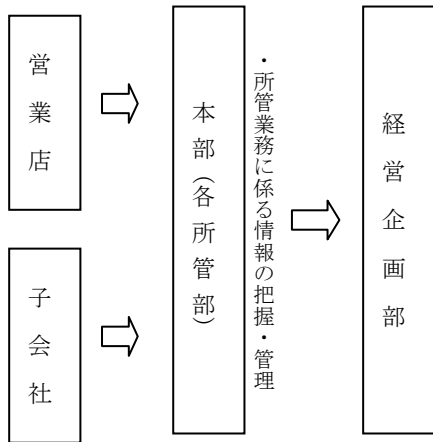 営業店
子会社
本部（各所管部）
・所管業務に係る情報の把握・管理
経営企画部